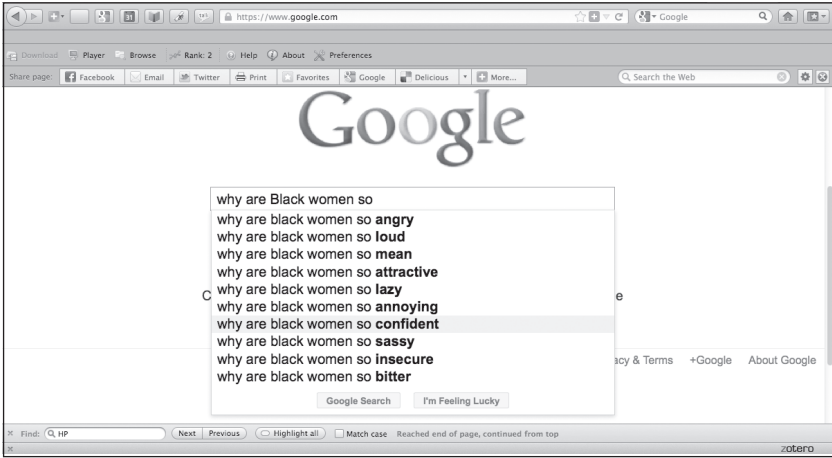 31 https://www.google.com Google
Download Player Browse Rank: 2 Help About Preferences
Share page: Facebook Email Twitter Print Favorites Google Delicious More... Search the Web
Google
why are Black women so
why are black women so angry
why are black women so loud
why are black women so mean
why are black women so attractive
why are black women so lazy
C why are black women so annoying e
why are black women so confident
why are black women so sassy
why are black women so insecure acy & Terms +Google About Google
why are black women so bitter
Google Search I'm Feeling Lucky
Find: HP Next Previous Highlight all Match case Reached end of page, continued from top
zotero